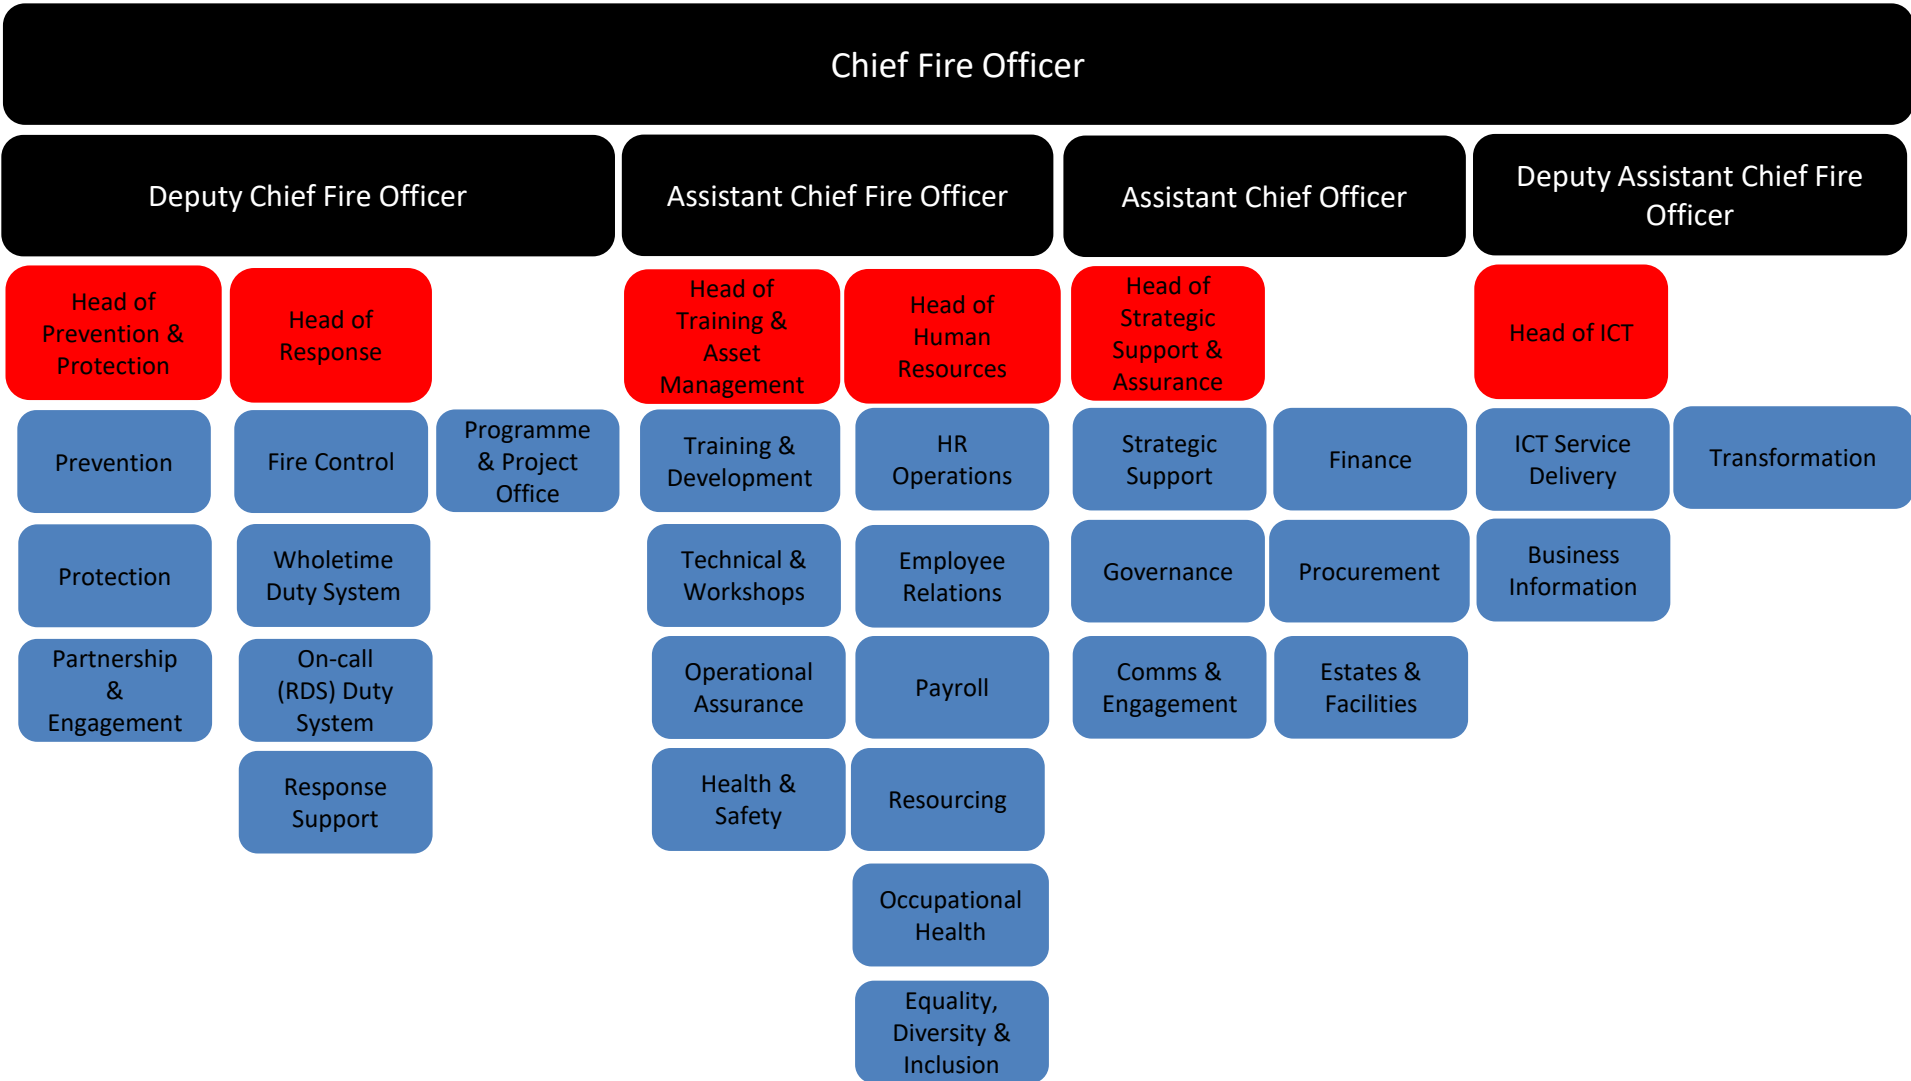 Chief Fire Officer
Deputy Chief Fire Officer
Assistant Chief Fire Officer
Assistant Chief Officer
Deputy Assistant Chief Fire
Officer
Head of
Prevention &
Protection
Head of
Response
Head of
Training &
Asset
Management
Head of
Human
Resources
Head of
Strategic
Support &
Assurance
Head of ICT
Prevention
Fire Control
Programme
& Project
Office
Training &
Development
HR
Operations
Strategic
Support
Finance
ICT Service
Delivery
Transformation
Protection
Wholetime
Duty System
Technical &
Workshops
Employee
Relations
Governance
Procurement
Business
Information
Partnership
&
Engagement
On-call
(RDS) Duty
System
Operational
Assurance
Payroll
Comms &
Engagement
Estates &
Facilities
Response
Support
Health &
Safety
Resourcing
Occupational
Health
Equality,
Diversity &
Inclusion